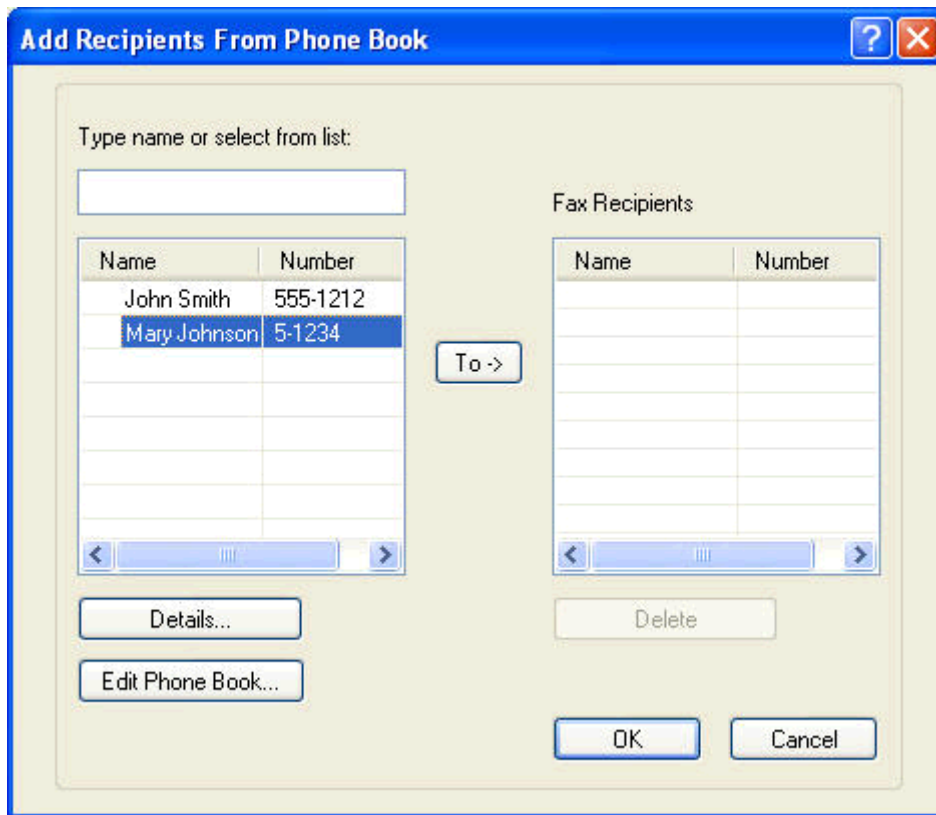 Add Recipients From Phone Book
Type name or select from list:
Fax Recipients
Name Number
John Smith 555-1212
Mary Johnson 5-1234
To ->
Name Number
Details...
Delete
Edit Phone Book...
OK
Cancel